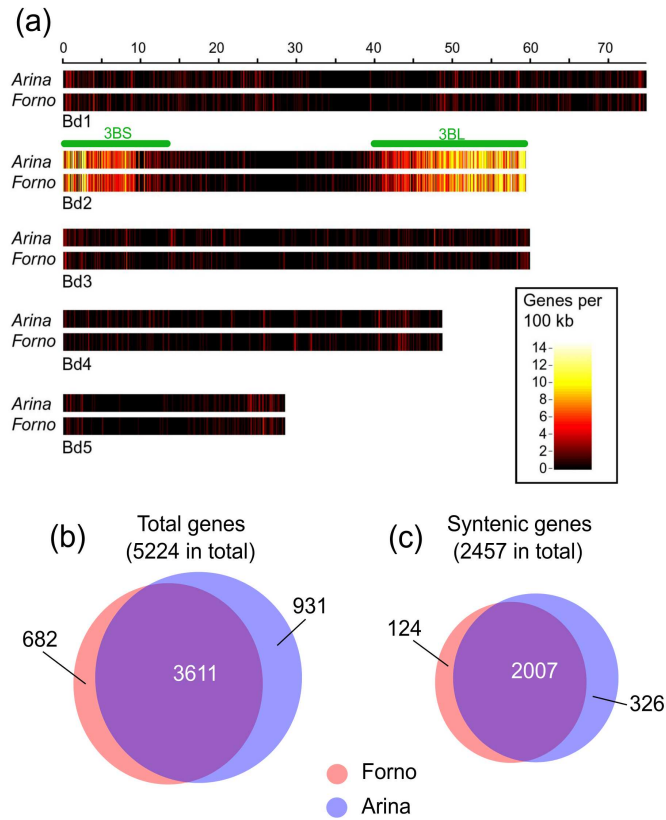 (a)
0 10 20 30 40 50 60 70
Arina
Forno
Bd1
3BS 3BL
Arina
Forno
Bd2
Arina
Forno
Bd3
Arina
Forno
Bd4
Arina
Forno
Bd5
Genes per
100 kb
14
12
10
8
6
4
2
0
(b) Total genes
(5224 in total)
682
3611
931
(c) Syntenic genes
(2457 in total)
124
2007
326
Forno
Arina